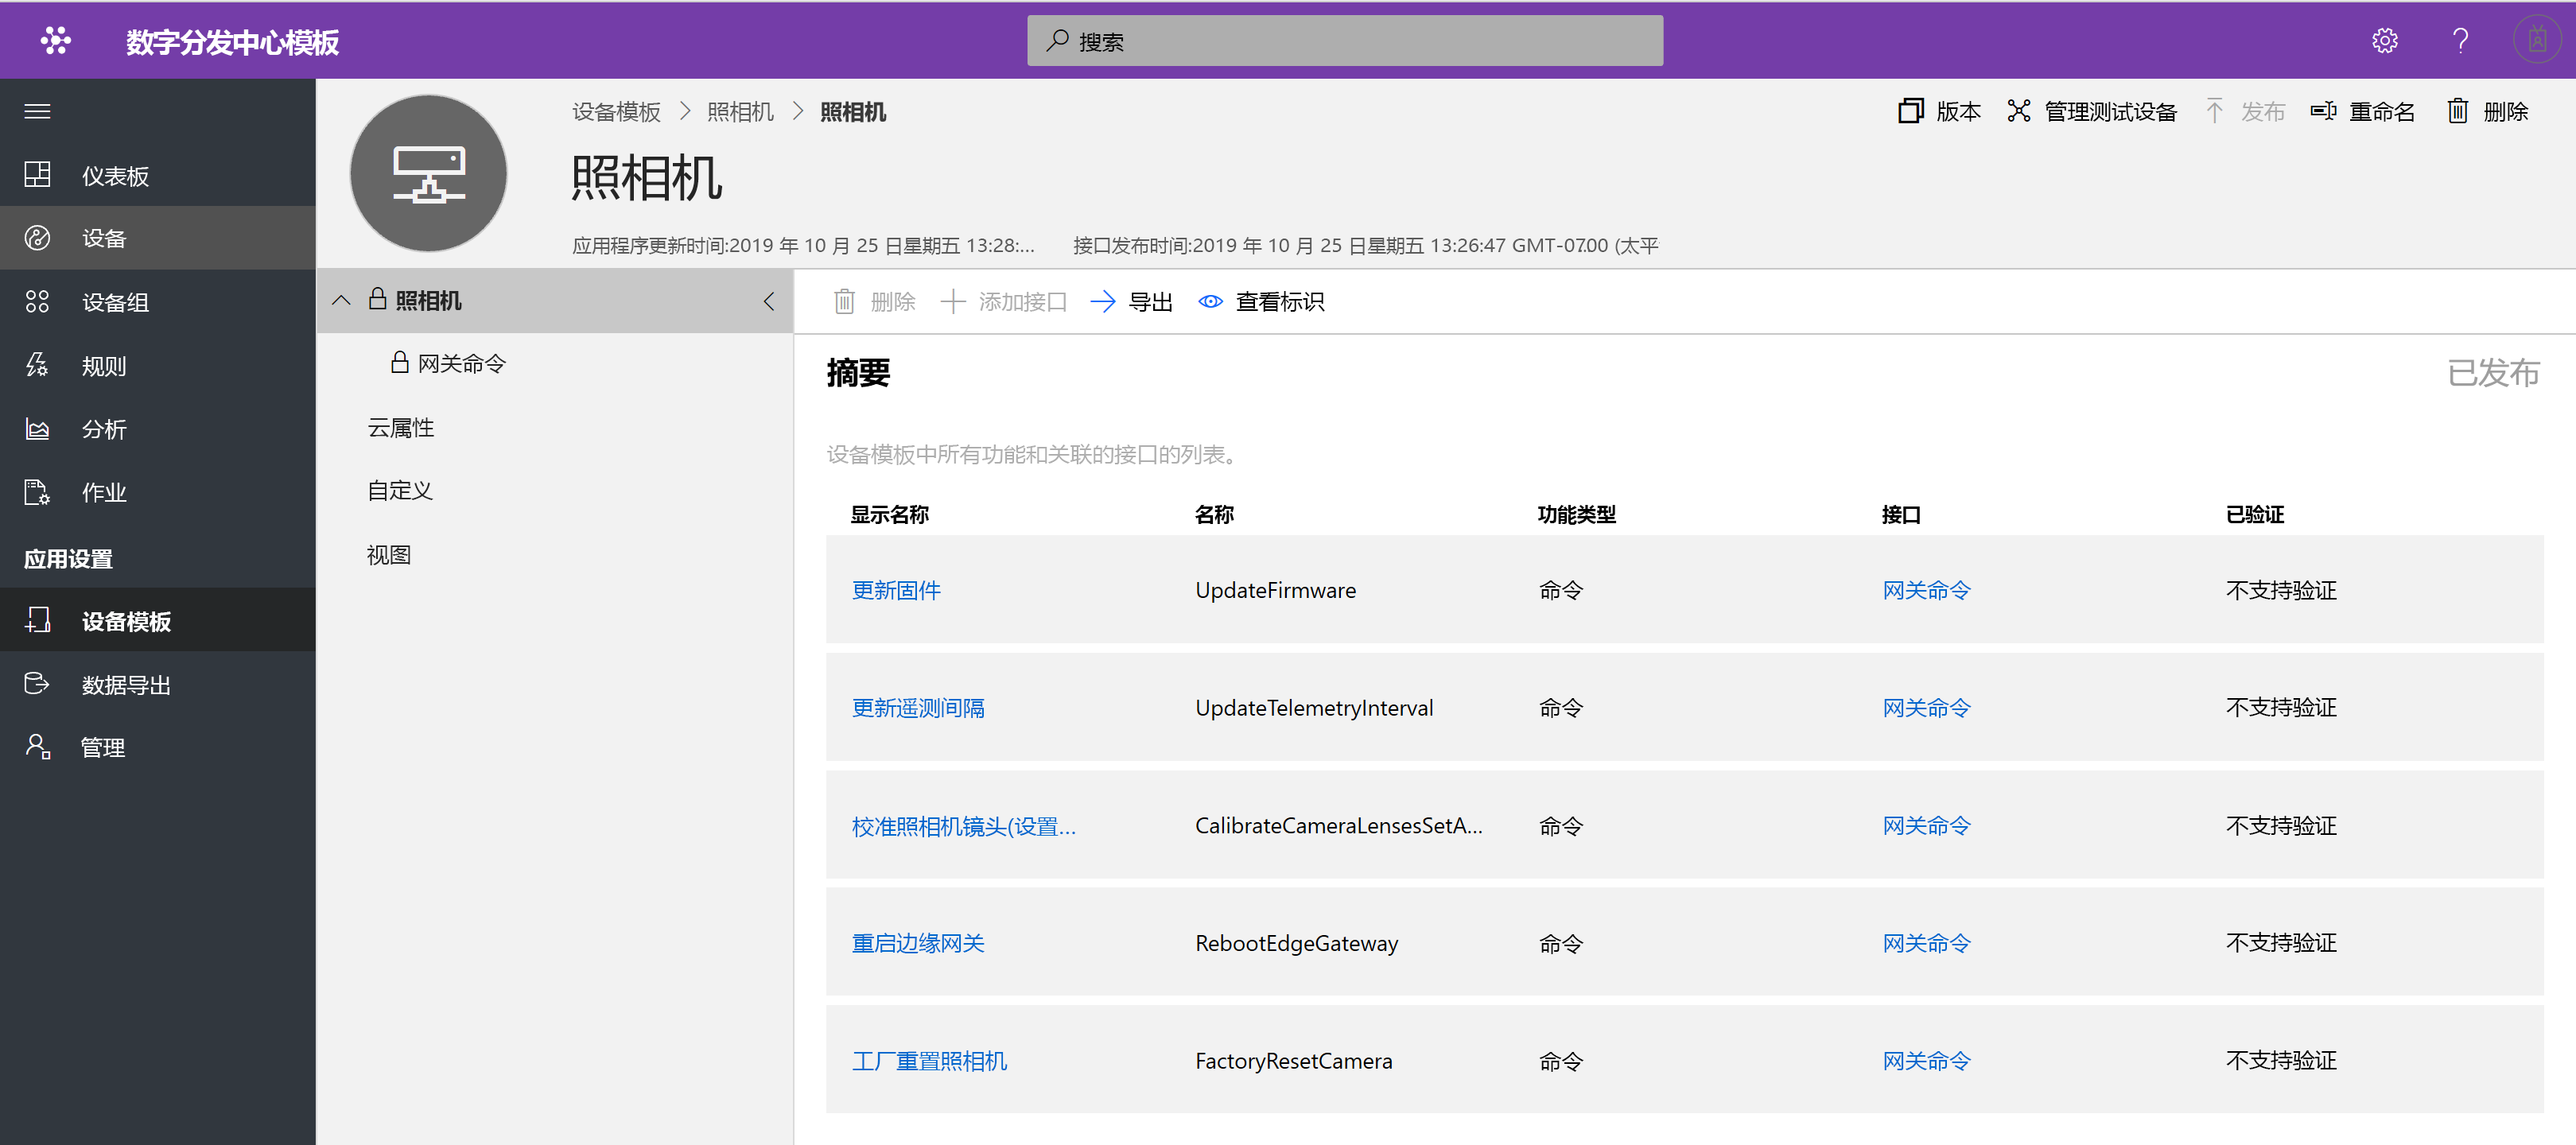 数字分发中心模板
搜索
仪表板
设备
设备组
规则
分析
作业
应用设置
设备模板
数据导出
管理
设备模板 > 照相机 > 照相机
版本 管理测试设备 发布 重命名 删除
照相机
应用程序更新时间:2019 年 10 月 25 日星期五 13:28:... 接口发布时间:2019 年 10 月 25 日星期五 13:26:47 GMT-07.00 (太平
照相机
网关命令
云属性
自定义
视图
删除 添加接口 导出 查看标识
摘要 已发布
设备模板中所有功能和关联的接口的列表。
显示名称 名称 功能类型 接口 已验证
更新固件 UpdateFirmware 命令 网关命令 不支持验证
更新遥测间隔 UpdateTelemetryInterval 命令 网关命令 不支持验证
校准照相机镜头(设置... CalibrateCameraLensesSetA... 命令 网关命令 不支持验证
重启边缘网关 RebootEdgeGateway 命令 网关命令 不支持验证
工厂重置照相机 FactoryResetCamera 命令 网关命令 不支持验证